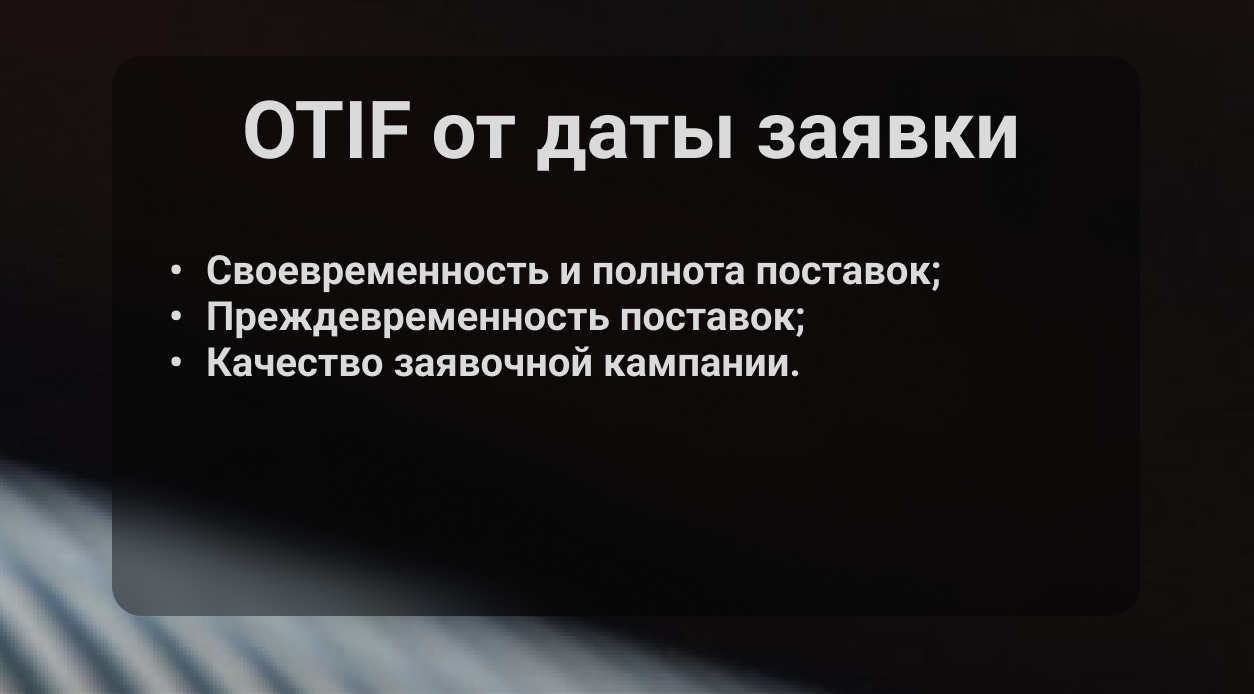 OTIF от даты заявки
• Своевременность и полнота поставок;
• Преждевременность поставок;
• Качество заявочной кампании.